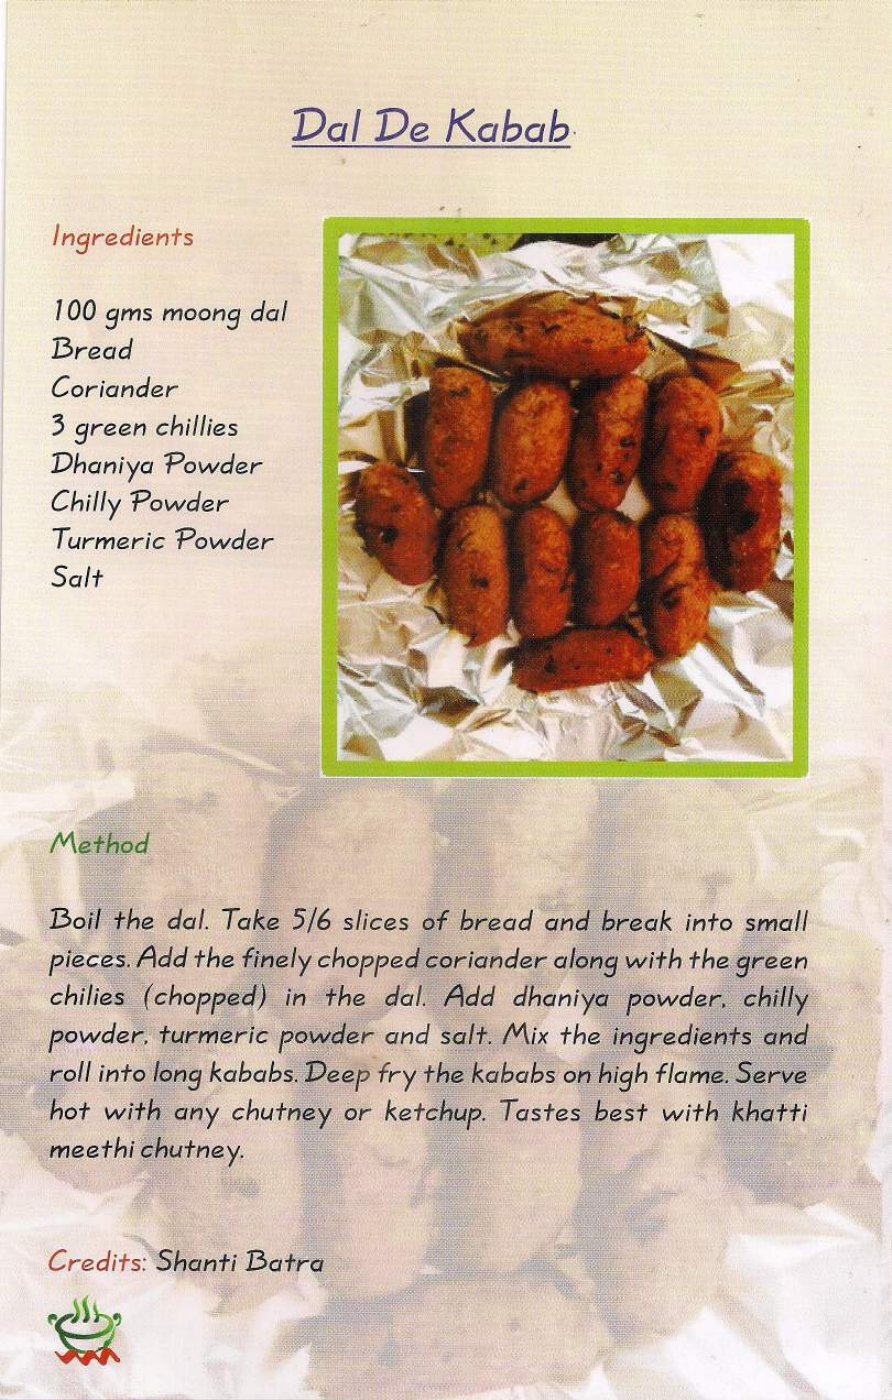 Dal De Kabab
Ingredients
100 gms moong dal
Bread
Coriander
3 green chillies
Dhaniya Powder
Chilly Powder
Turmeric Powder
Salt
Method
Boil the dal. Take 5/6 slices of bread and break into small
pieces. Add the finely chopped coriander along with the green
chilies (chopped) in the dal. Add dhaniya powder, chilly
powder, turmeric powder and salt. Mix the ingredients and
roll into long kababs. Deep fry the kababs on high flame. Serve
hot with any chutney or ketchup. Tastes best with khatti
meethi chutney.
Credits: Shanti Batra